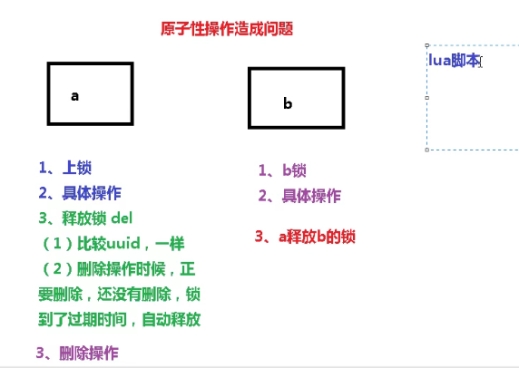 原子性操作造成问题
lua脚本
a
b
1、上锁
2、具体操作
3、释放锁 del
（1）比较uuid，一样
（2）删除操作时候，正
要删除，还没有删除，锁
到了过期时间，自动释放
3、删除操作
1、b锁
2、具体操作
3、a释放b的锁